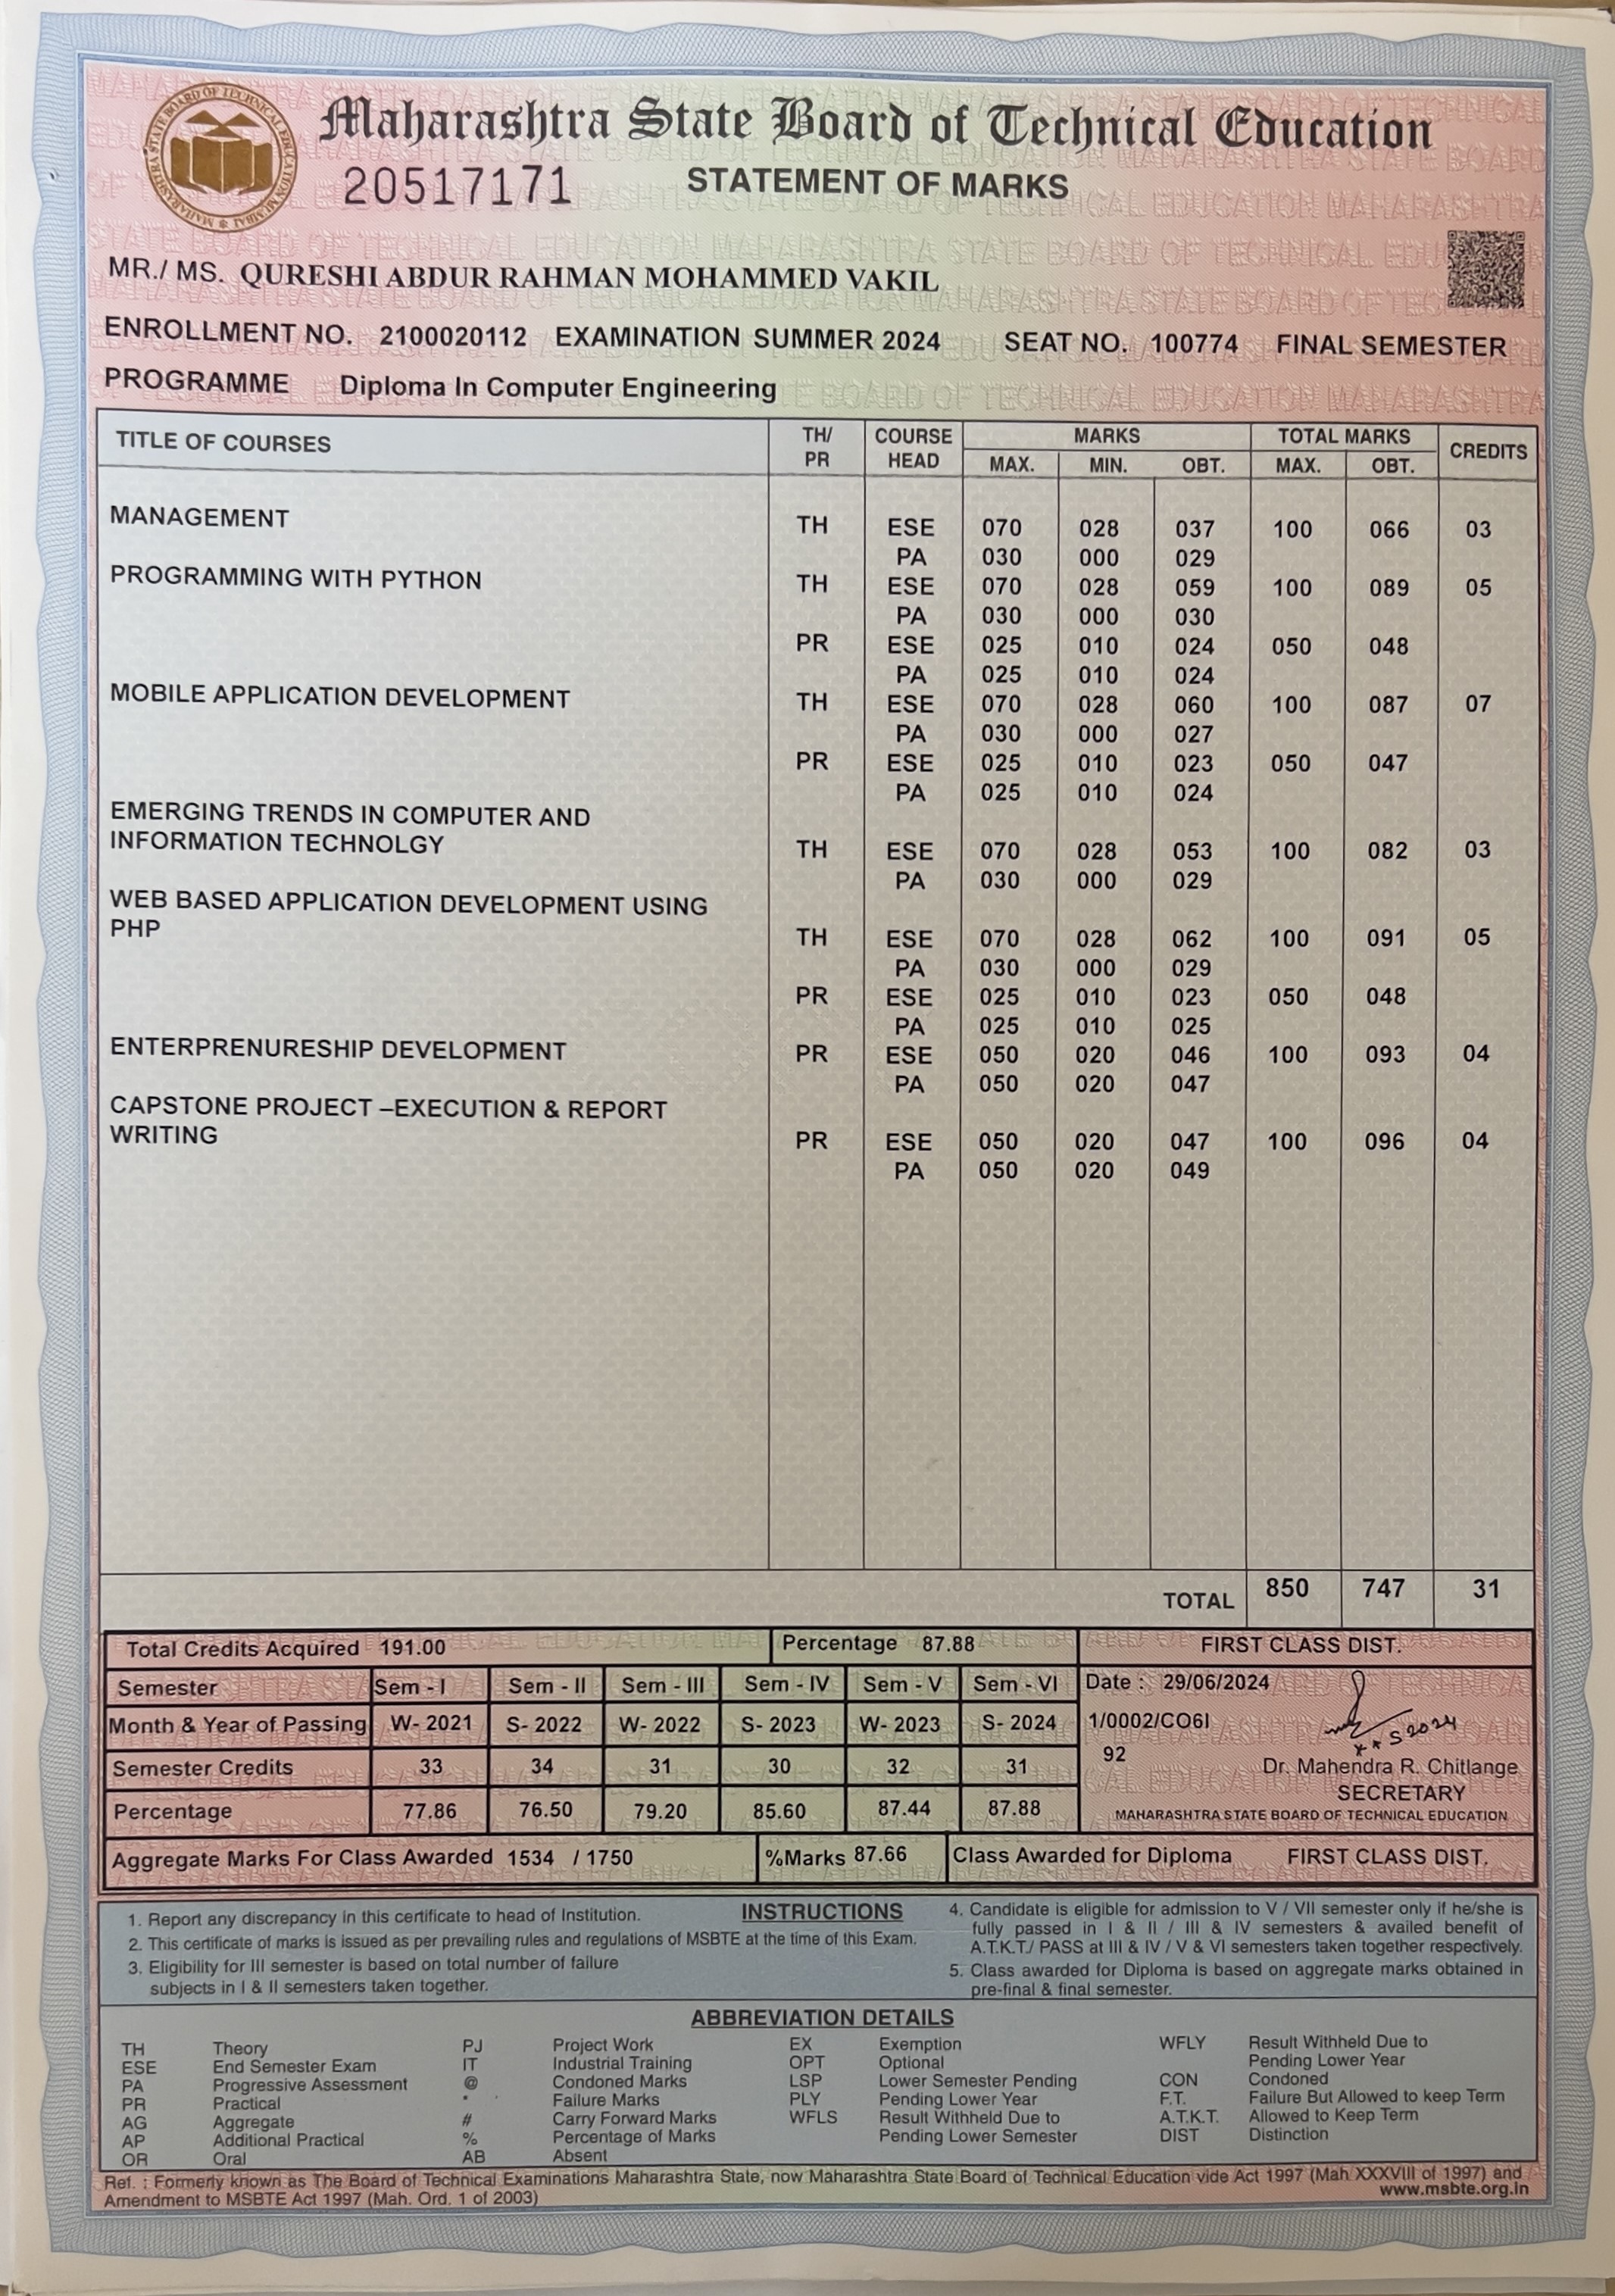 Maharashtra State Board of Technical Education
20517171 STATEMENT OF MARKS
MR./ MS. QURESHI ABDUR RAHMAN MOHAMMED VAKIL
ENROLLMENT NO. 2100020112 EXAMINATION SUMMER 2024 SEAT NO. 100774 FINAL SEMESTER
PROGRAMME Diploma In Computer Engineering
TITLE OF COURSES TH/ PR COURSE HEAD MARKS TOTAL MARKS CREDITS
MAX. MIN. OBT. MAX. OBT.
MANAGEMENT
TH ESE 070 028 037 100 066 03
PA 030 000 029
PROGRAMMING WITH PYTHON TH ESE 070 028 059 100 089 05
PA 030 000 030
PR ESE 025 010 024 050 048
PA 025 010 024
MOBILE APPLICATION DEVELOPMENT TH ESE 070 028 060 100 087 07
PA 030 000 027
PR ESE 025 010 023 050 047
PA 025 010 024
EMERGING TRENDS IN COMPUTER AND
INFORMATION TECHNOLGY TH ESE 070 028 053 100 082 03
PA 030 000 029
WEB BASED APPLICATION DEVELOPMENT USING
PHP TH ESE 070 028 062 100 091 05
PA 030 000 029
PR ESE 025 010 023 050 048
PA 025 010 025
ENTERPRENURESHIP DEVELOPMENT PR ESE 050 020 046 100 093 04
PA 050 020 047
CAPSTONE PROJECT –EXECUTION & REPORT
WRITING PR ESE 050 020 047 100 096 04
PA 050 020 049
TOTAL 850 747 31
Total Credits Acquired 191.00 Percentage 87.88 FIRST CLASS DIST.
Semester Sem - I Sem - II Sem - III Sem - IV Sem - V Sem - VI Date : 29/06/2024
Month & Year of Passing W- 2021 S- 2022 W- 2022 S- 2023 W- 2023 S- 2024 1/0002/CO6I
92
** S2024
Semester Credits 33 34 31 30 32 31 Dr. Mahendra R. Chitlange
SECRETARY
Percentage 77.86 76.50 79.20 85.60 87.44 87.88 MAHARASHTRA STATE BOARD OF TECHNICAL EDUCATION
Aggregate Marks For Class Awarded 1534 / 1750 %Marks 87.66 Class Awarded for Diploma FIRST CLASS DIST.
INSTRUCTIONS
1. Report any discrepancy in this certificate to head of Institution.
2. This certificate of marks is issued as per prevailing rules and regulations of MSBTE at the time of this Exam.
3. Eligibility for III semester is based on total number of failure
subjects in I & II semesters taken together.
4. Candidate is eligible for admission to V / VII semester only if he/she is
fully passed in I & II / III & IV semesters & availed benefit of
A.T.K.T./ PASS at III & IV / V & VI semesters taken together respectively.
5. Class awarded for Diploma is based on aggregate marks obtained in
pre-final & final semester.
ABBREVIATION DETAILS
TH Theory PJ Project Work EX Exemption WFLY Result Withheld Due to
ESE End Semester Exam IT Industrial Training OPT Optional Pending Lower Year
PA Progressive Assessment @ Condoned Marks LSP Lower Semester Pending CON Condoned
PR Practical * Failure Marks PLY Pending Lower Year F.T. Failure But Allowed to keep Term
AG Aggregate # Carry Forward Marks WFLS Result Withheld Due to A.T.K.T. Allowed to Keep Term
AP Additional Practical % Percentage of Marks Pending Lower Semester DIST Distinction
OR Oral AB Absent
Ref. : Formerly known as The Board of Technical Examinations Maharashtra State, now Maharashtra State Board of Technical Education vide Act 1997 (Mah XXXVIII of 1997) and
Amendment to MSBTE Act 1997 (Mah. Ord. 1 of 2003) www.msbte.org.in